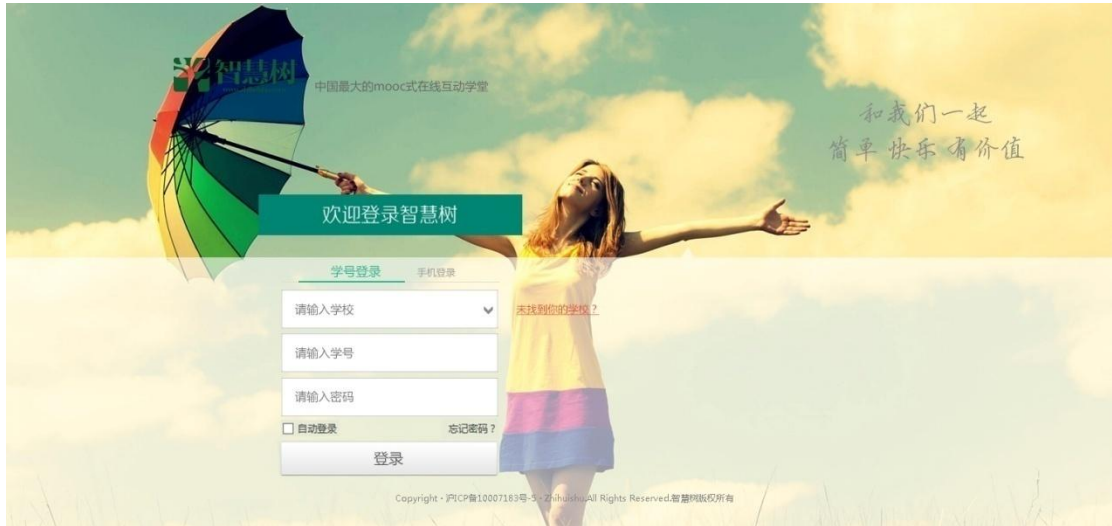 智慧树
中国最大的mooc式在线互动学堂
和我们一起
简单 快乐 有价值
欢迎登录智慧树
学号登录 手机登录
请输入学校
未找到你的学校？
请输入学号
请输入密码
自动登录 忘记密码？
登录
Copyright · 沪ICP备10007183号-5 · Zhihuishu.All Rights Reserved.智慧树版权所有